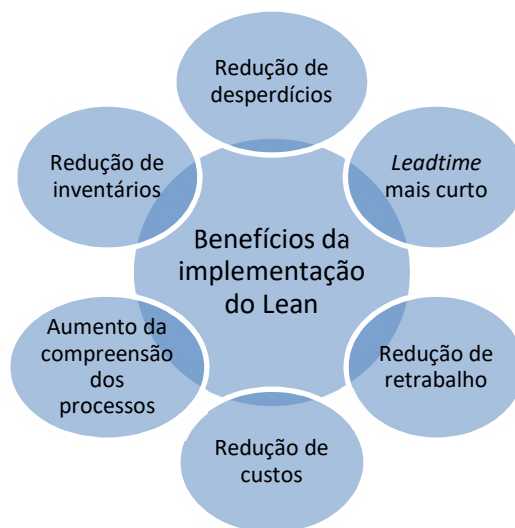 Redução de
desperdícios
Leadtime
mais curto
Redução de
retrabalho
Redução de
custos
Aumento da
compreensão
dos
processos
Redução de
inventários
Benefícios da
implementação
do Lean